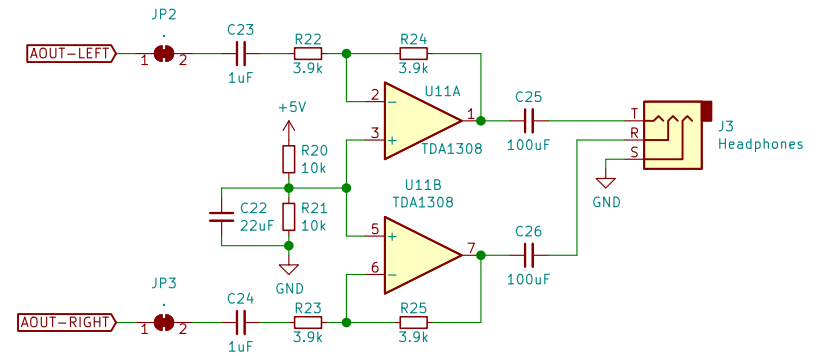 JP2
AOUT-LEFT
1 2
C23
1uF
R22
3.9k
R24
3.9k
U11A
2
3
1
TDA1308
C25
100uF
T
R
S
J3
Headphones
GND
+5V
R20
10k
R21
10k
C22
22uF
GND
U11B
TDA1308
5
6
7
C26
100uF
JP3
AOUT-RIGHT
1 2
C24
1uF
R23
3.9k
R25
3.9k